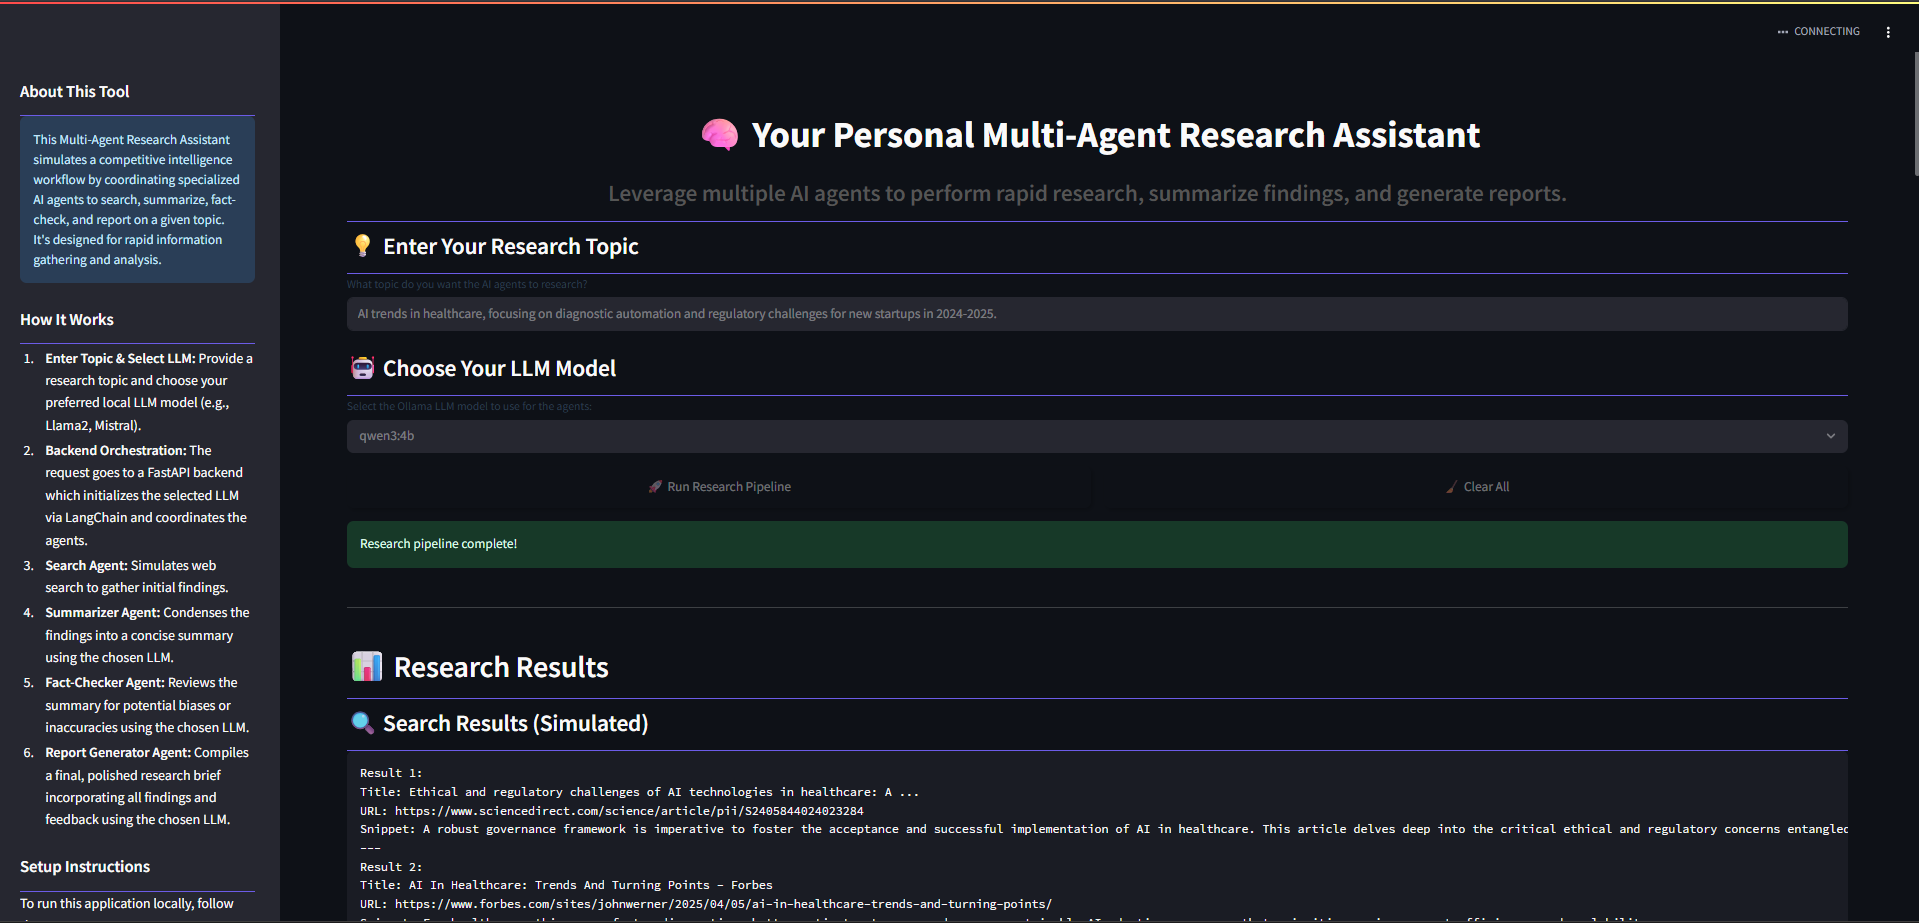 CONNECTING
About This Tool
This Multi-Agent Research Assistant
simulates a competitive intelligence
workflow by coordinating specialized
AI agents to search, summarize, fact-
check, and report on a given topic.
It's designed for rapid information
gathering and analysis.
How It Works
1. Enter Topic & Select LLM: Provide a
research topic and choose your
preferred local LLM model (e.g.,
Llama2, Mistral).
2. Backend Orchestration: The
request goes to a FastAPI backend
which initializes the selected LLM
via LangChain and coordinates the
agents.
3. Search Agent: Simulates web
search to gather initial findings.
4. Summarizer Agent: Condenses the
findings into a concise summary
using the chosen LLM.
5. Fact-Checker Agent: Reviews the
summary for potential biases or
inaccuracies using the chosen LLM.
6. Report Generator Agent: Compiles
a final, polished research brief
incorporating all findings and
feedback using the chosen LLM.
Setup Instructions
To run this application locally, follow
Your Personal Multi-Agent Research Assistant
Leverage multiple AI agents to perform rapid research, summarize findings, and generate reports.
Enter Your Research Topic
What topic do you want the AI agents to research?
AI trends in healthcare, focusing on diagnostic automation and regulatory challenges for new startups in 2024-2025.
Choose Your LLM Model
Select the Ollama LLM model to use for the agents:
qwen3:4b
Run Research Pipeline
Clear All
Research pipeline complete!
Research Results
Search Results (Simulated)
Result 1:
Title: Ethical and regulatory challenges of AI technologies in healthcare: A ...
URL: https://www.sciencedirect.com/science/article/pii/S2405844024023284
Snippet: A robust governance framework is imperative to foster the acceptance and successful implementation of AI in healthcare. This article delves deep into the critical ethical and regulatory concerns entangled
---
Result 2:
Title: AI In Healthcare: Trends And Turning Points - Forbes
URL: https://www.forbes.com/sites/johnwerner/2025/04/05/ai-in-healthcare-trends-and-turning-points/